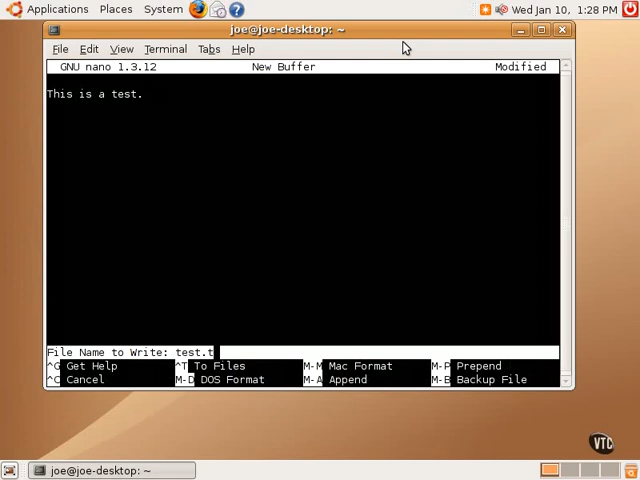 Applications Places System Wed Jan 10, 1:28 PM
joe@joe-desktop: ~
File Edit View Terminal Tabs Help
GNU nano 1.3.12 New Buffer Modified
This is a test.
File Name to Write: test.t
^G Get Help ^T To Files M-M Mac Format M-P Prepend
^C Cancel M-D DOS Format M-A Append M-B Backup File
VTC
joe@joe-desktop: ~